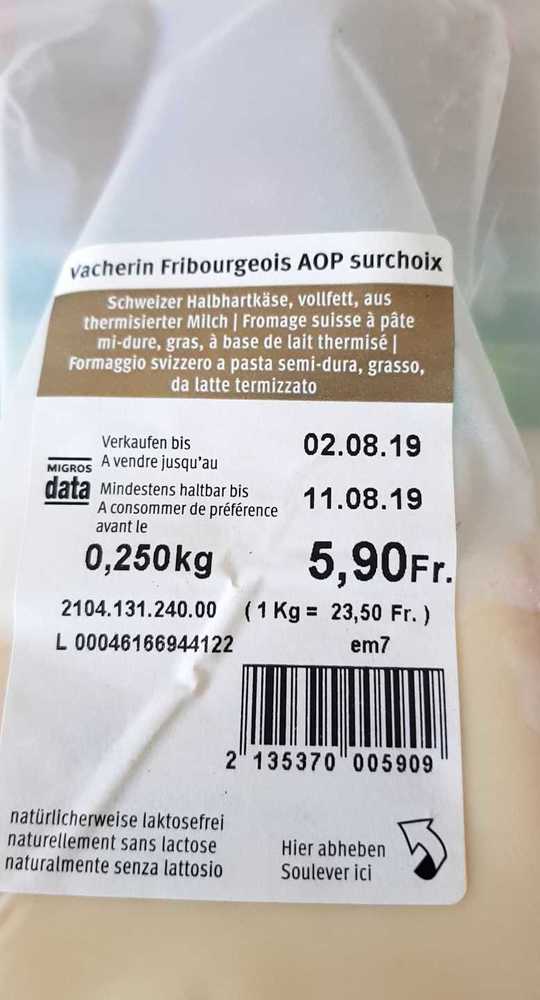 Vacherin Fribourgeois AOP surchoix
Schweizer Halbhartkäse, vollfett, aus
thermisierter Milch | Fromage suisse à pâte
mi-dure, gras, à base de lait thermisé |
Formaggio svizzero a pasta semi-dura, grasso,
da latte termizzato
Verkaufen bis
A vendre jusqu'au
02.08.19
MIGROS
data
Mindestens haltbar bis
A consommer de préférence
avant le
11.08.19
0,250kg
5,90Fr.
2104.131.240.00 (1Kg = 23,50 Fr.)
L 00046166944122
em7
2 135370 005909
natürlicherweise laktosefrei
naturellement sans lactose
naturalmente senza lattosio
Hier abheben
Soulever ici